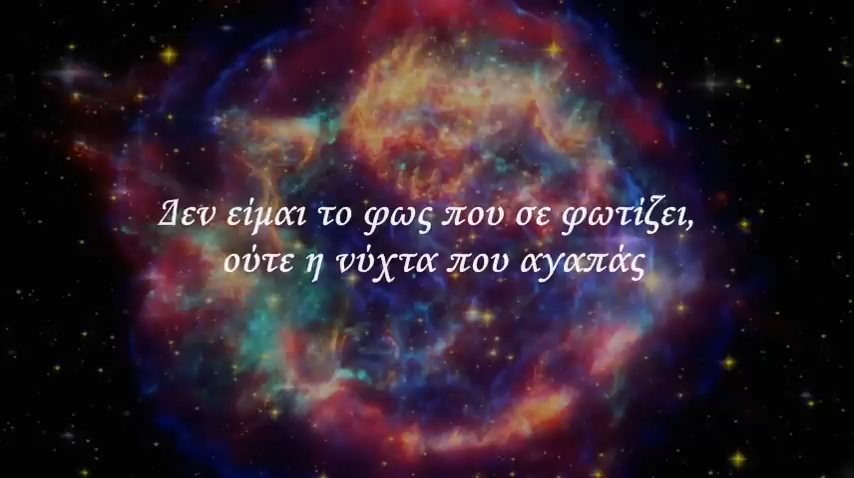 Δεν είμαι το φως που σε φωτίζει,
ούτε η νύχτα που αγαπάς